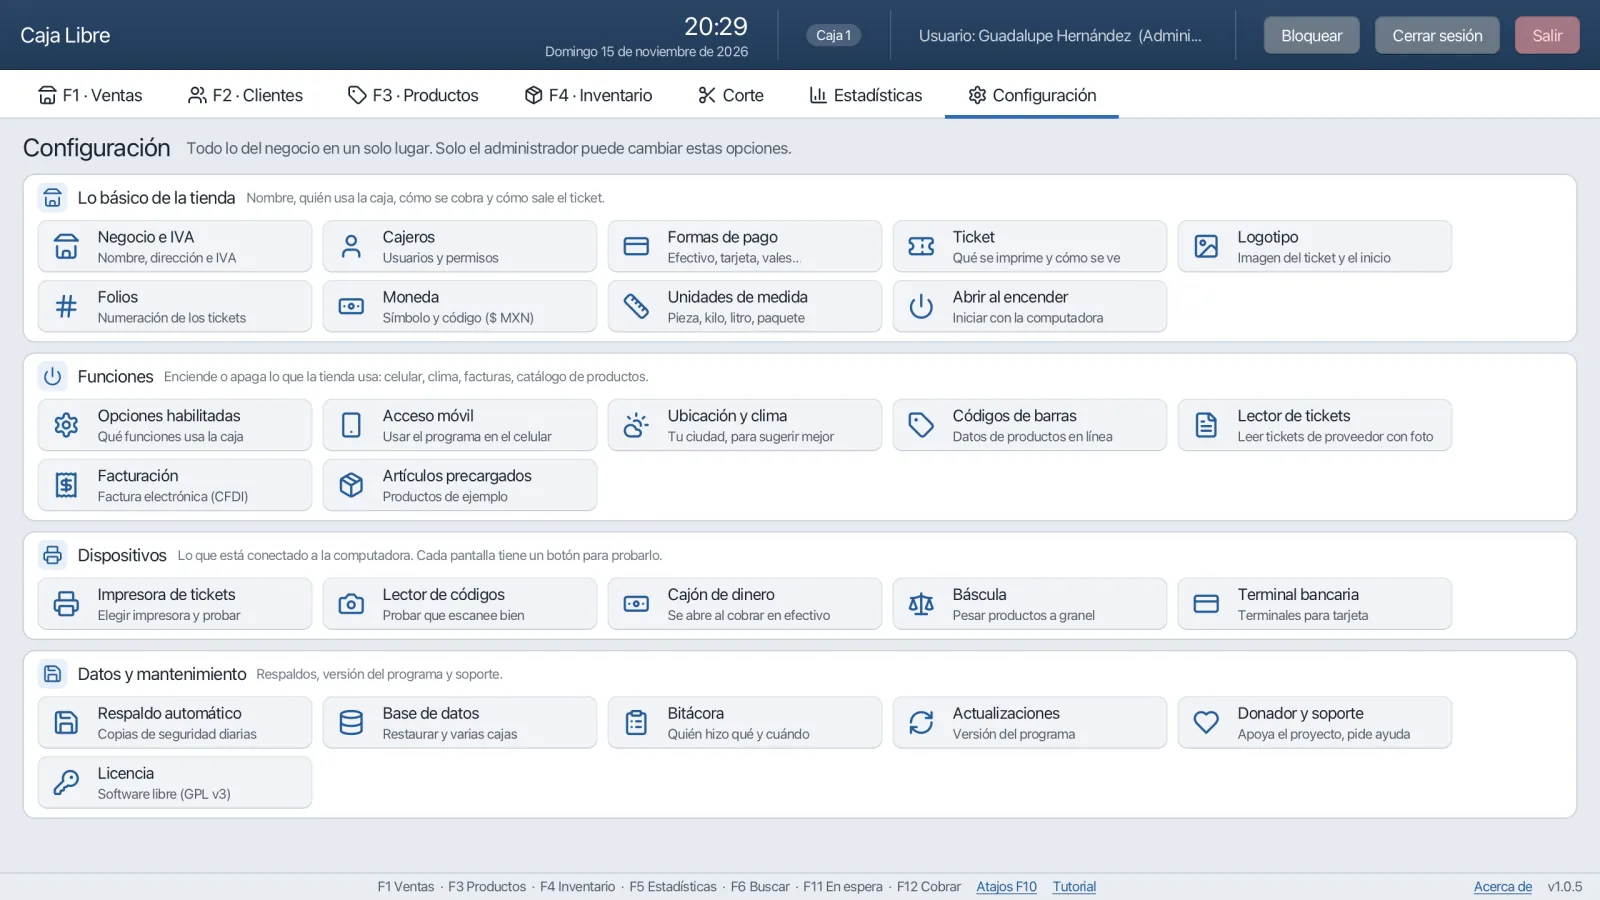 Caja Libre
20:29
Domingo 15 de noviembre de 2026
Caja 1
Usuario: Guadalupe Hernández (Admini...
Bloquear
Cerrar sesión
Salir
F1 · Ventas
F2 · Clientes
F3 · Productos
F4 · Inventario
Corte
Estadísticas
Configuración
Configuración
Todo lo del negocio en un solo lugar. Solo el administrador puede cambiar estas opciones.
Lo básico de la tienda
Nombre, quién usa la caja, cómo se cobra y cómo sale el ticket.
Negocio e IVA
Nombre, dirección e IVA
Cajeros
Usuarios y permisos
Formas de pago
Efectivo, tarjeta, vales...
Ticket
Qué se imprime y cómo se ve
Logotipo
Imagen del ticket y el inicio
Folios
Numeración de los tickets
Moneda
Símbolo y código ($ MXN)
Unidades de medida
Pieza, kilo, litro, paquete
Abrir al encender
Iniciar con la computadora
Funciones
Enciende o apaga lo que la tienda usa: celular, clima, facturas, catálogo de productos.
Opciones habilitadas
Qué funciones usa la caja
Acceso móvil
Usar el programa en el celular
Ubicación y clima
Tu ciudad, para sugerir mejor
Códigos de barras
Datos de productos en línea
Lector de tickets
Leer tickets de proveedor con foto
Facturación
Factura electrónica (CFDI)
Artículos precargados
Productos de ejemplo
Dispositivos
Lo que está conectado a la computadora. Cada pantalla tiene un botón para probarlo.
Impresora de tickets
Elegir impresora y probar
Lector de códigos
Probar que escanee bien
Cajón de dinero
Se abre al cobrar en efectivo
Báscula
Pesar productos a granel
Terminal bancaria
Terminales para tarjeta
Datos y mantenimiento
Respaldos, versión del programa y soporte.
Respaldo automático
Copias de seguridad diarias
Base de datos
Restaurar y varias cajas
Bitácora
Quién hizo qué y cuándo
Actualizaciones
Versión del programa
Donador y soporte
Apoya el proyecto, pide ayuda
Licencia
Software libre (GPL v3)
F1 Ventas · F3 Productos · F4 Inventario · F5 Estadísticas · F6 Buscar · F11 En espera · F12 Cobrar
Atajos F10
Tutorial
Acerca de
v1.0.5